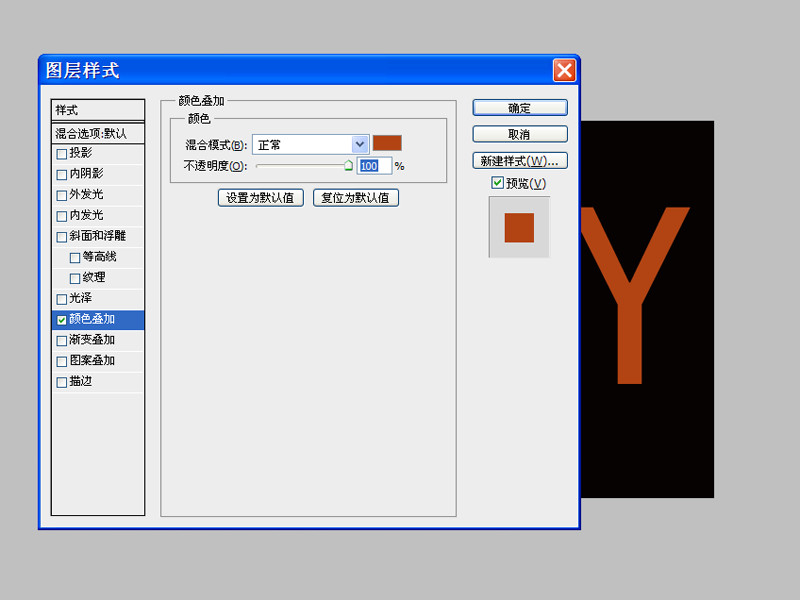 图层样式
样式
混合选项:默认
投影
内阴影
外发光
内发光
斜面和浮雕
等高线
纹理
光泽
颜色叠加
渐变叠加
图案叠加
描边
颜色叠加
颜色
混合模式(B): 正常
不透明度(O): 100 %
设置为默认值 复位为默认值
确定
取消
新建样式(W)...
预览(V)
Y